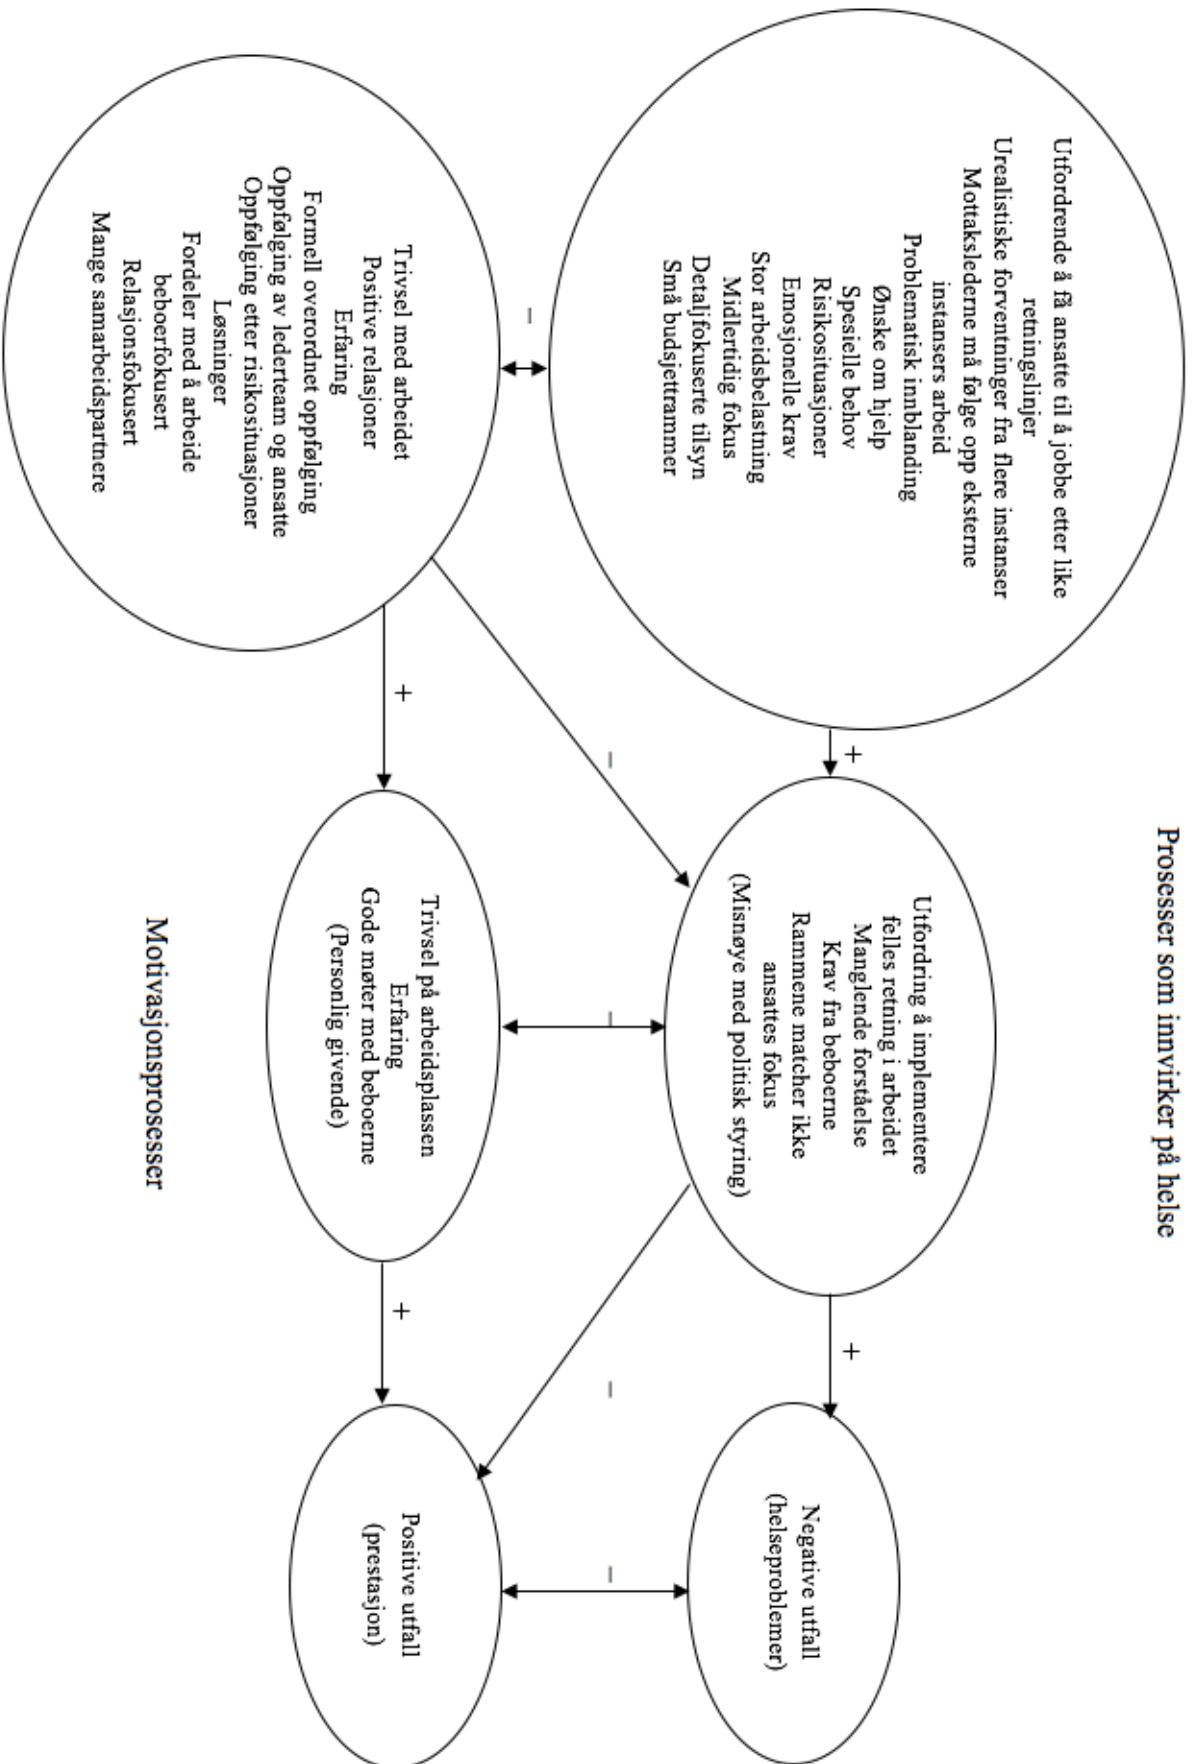 Prosesser som innvirker på helse
Utfordrende å få ansatte til å jobbe etter like
retningslinjer
Urealistiske forventninger fra flere instanser
Mottakslederne må følge opp eksterne
instansers arbeid
Problematisk innblanding
Ønske om hjelp
Spesielle behov
Risikosituasjoner
Emosjonelle krav
Stor arbeidsbelastning
Midlertidig fokus
Detaljfokuserte tilsyn
Små budsjettrammer
+
Utfordring å implementere
felles retning i arbeidet
Manglende forståelse
Krav fra beboerne
Rammene matcher ikke
ansattes fokus
(Misnøye med politisk styring)
+
Negative utfall
(helseproblemer)
–
–
–
–
–
Trivsel med arbeidet
Positive relasjoner
Erfaring
Formell overordnet oppfølging
Oppfølging av lederteam og ansatte
Oppfølging etter risikosituasjoner
Løsninger
Fordeler med å arbeide
beboerfokusert
Relasjonsfokusert
Mange samarbeidspartnere
+
Trivsel på arbeidsplassen
Erfaring
Gode møter med beboerne
(Personlig givende)
+
Positive utfall
(prestasjon)
Motivasjonsprosesser